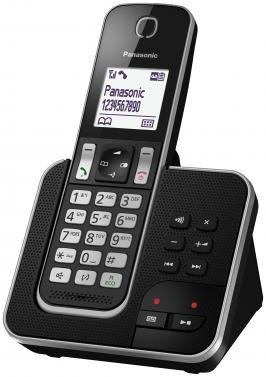 Panasonic
Panasonic
1234567890
1
2 ABC
3 DEF
4 GHI
5 JKL
6 MNO
7 PQRS
8 TUV
9 WXYZ
0
#
ECO